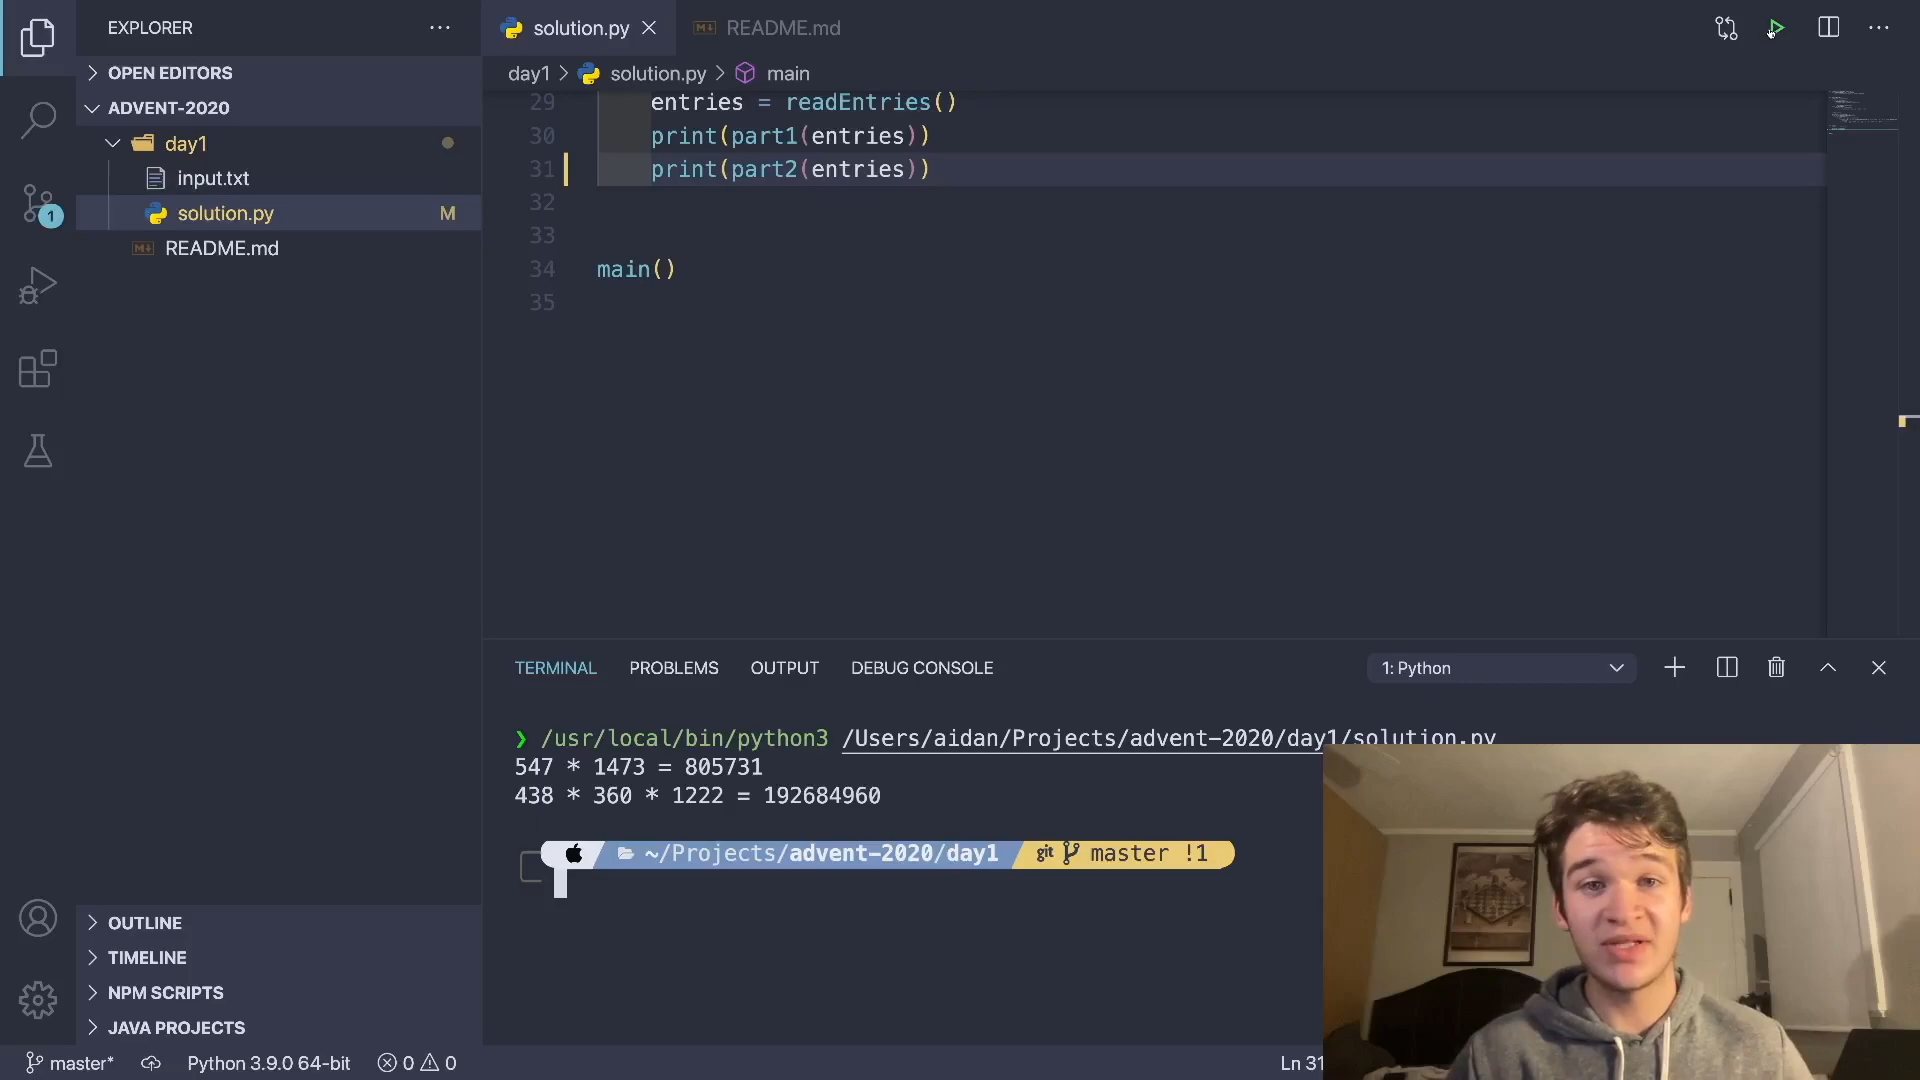 EXPLORER
solution.py
README.md
OPEN EDITORS
day1 > solution.py > main
ADVENT-2020
day1
input.txt
solution.py M
README.md
1
29 entries = readEntries()
30 print(part1(entries))
31 print(part2(entries))
32
33
34 main()
35
TERMINAL PROBLEMS OUTPUT DEBUG CONSOLE
1: Python
❯ /usr/local/bin/python3 /Users/aidan/Projects/advent-2020/day1/solution.py
547 * 1473 = 805731
438 * 360 * 1222 = 192684960
~/Projects/advent-2020/day1 git master !1
OUTLINE
TIMELINE
NPM SCRIPTS
JAVA PROJECTS
master* Python 3.9.0 64-bit 0 0 Ln 31